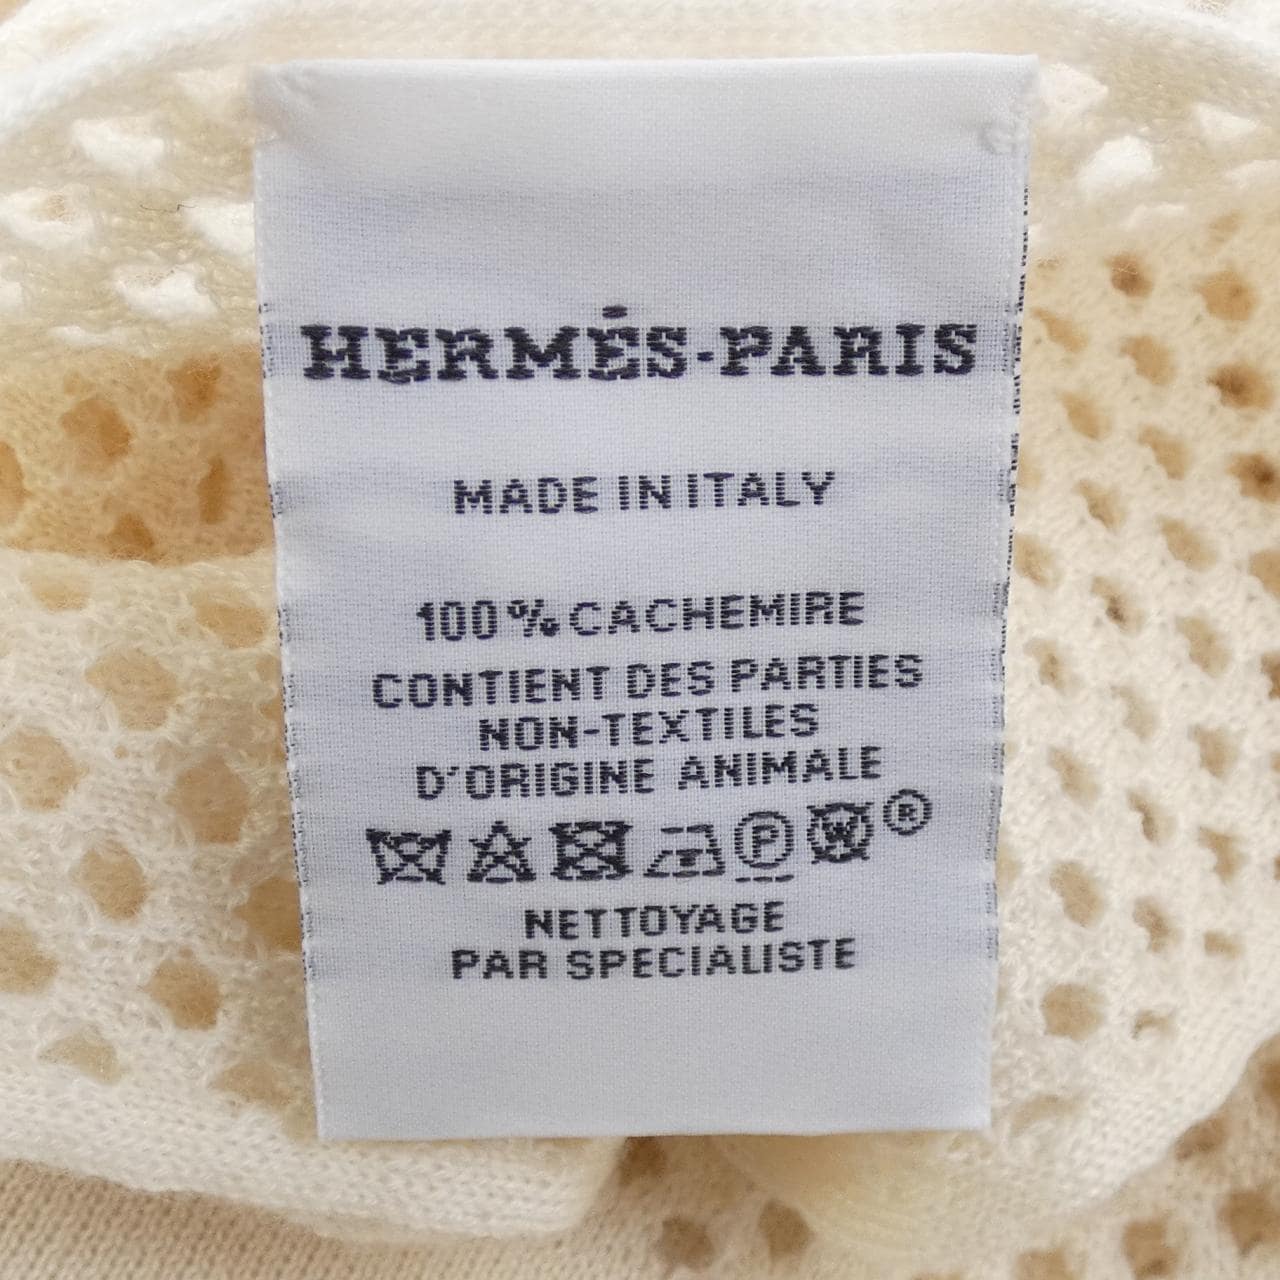 HERMÈS-PARIS
MADE IN ITALY
100% CACHEMIRE
CONTIENT DES PARTIES
NON-TEXTILES
D'ORIGINE ANIMALE
P W ®
NETTOYAGE
PAR SPECIALISTE